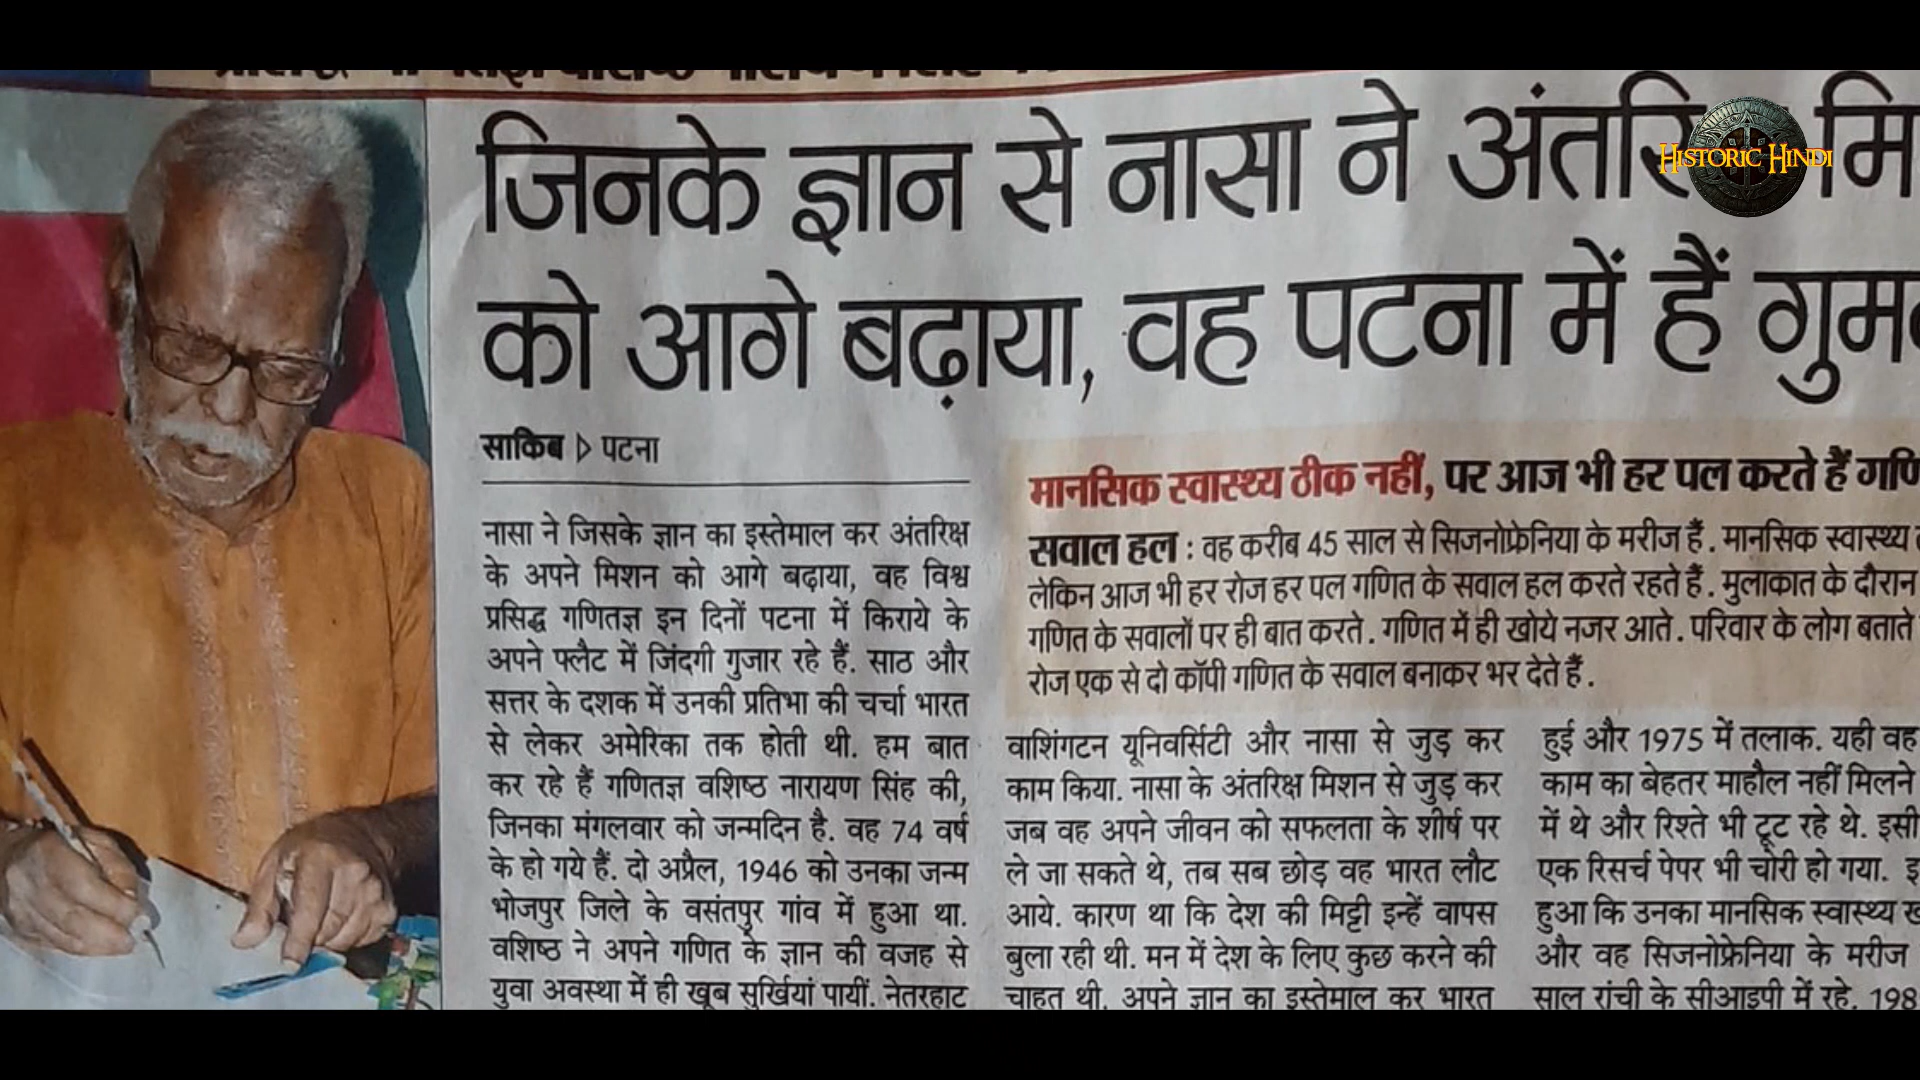 जिनके ज्ञान से नासा ने मि
को आगे बढ़ाया, वह पटना में हैं
HISTORIC HINDI
साकिब ▷ पटना
नासा ने जिसके ज्ञान का इस्तेमाल कर अंतरिक्ष
के अपने मिशन को आगे बढ़ाया, वह विश्व
प्रसिद्ध गणितज्ञ इन दिनों पटना में किराये के
अपने फ्लैट में जिंदगी गुजार रहे हैं. साठ और
सत्तर के दशक में उनकी प्रतिभा की चर्चा भारत
से लेकर अमेरिका तक होती थी. हम बात
कर रहे हैं गणितज्ञ वशिष्ठ नारायण सिंह की,
जिनका मंगलवार को जन्मदिन है. वह 74 वर्ष
के हो गये हैं. दो अप्रैल, 1946 को उनका जन्म
भोजपुर जिले के वसंतपुर गांव में हुआ था.
वशिष्ठ ने अपने गणित के ज्ञान की वजह से
युवा अवस्था में ही खूब सुर्खियां पायीं. नेतरहाट
मानसिक स्वास्थ्य ठीक नहीं, पर आज भी हर पल करते हैं
सवाल हल : वह करीब 45 साल से सिजनोफ्रेनिया के मरीज हैं. मानसिक स्वास्थ्य
लेकिन आज भी हर रोज हर पल गणित के सवाल हल करते रहते हैं. मुलाकात के दौरान
गणित के सवालों पर ही बात करते. गणित में ही खोये नजर आते. परिवार के लोग बताते
रोज एक से दो कॉपी गणित के सवाल बनाकर भर देते हैं.
वाशिंगटन यूनिवर्सिटी और नासा से जुड़ कर
काम किया. नासा के अंतरिक्ष मिशन से जुड़ कर
जब वह अपने जीवन को सफलता के शीर्ष पर
ले जा सकते थे, तब सब छोड़ वह भारत लौट
आये. कारण था कि देश की मिट्टी इन्हें वापस
बुला रही थी. मन में देश के लिए कुछ करने की
चाहत थी. अपने ज्ञान का इस्तेमाल कर भारत
हुई और 1975 में तलाक. यही वह
काम का बेहतर माहौल नहीं मिलने
में थे और रिश्ते भी टूट रहे थे. इसी
एक रिसर्च पेपर भी चोरी हो गया.
हुआ कि उनका मानसिक स्वास्थ्य
और वह सिजनोफ्रेनिया के मरीज
साल रांची के सीआइपी में रहे. 198